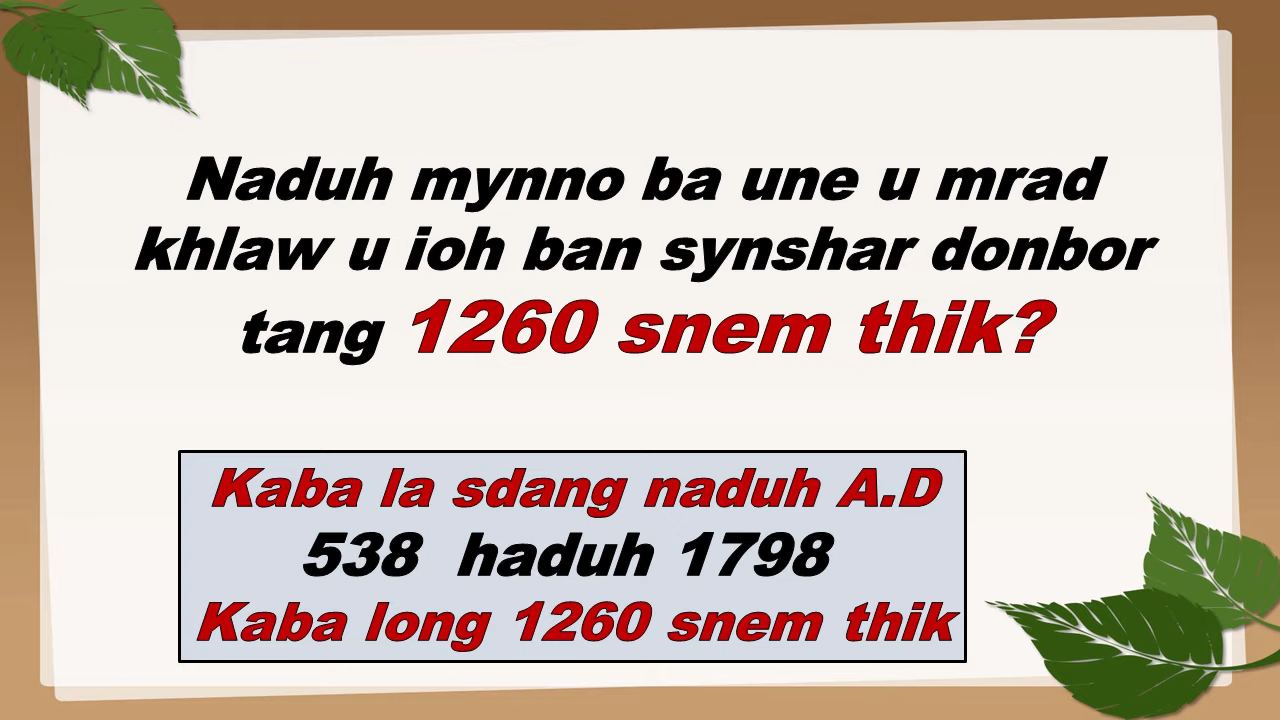 Naduh mynno ba une u mrad
khlaw u ioh ban synshar donbor
tang 1260 snem thik?
Kaba la sdang naduh A.D
538 haduh 1798
Kaba long 1260 snem thik